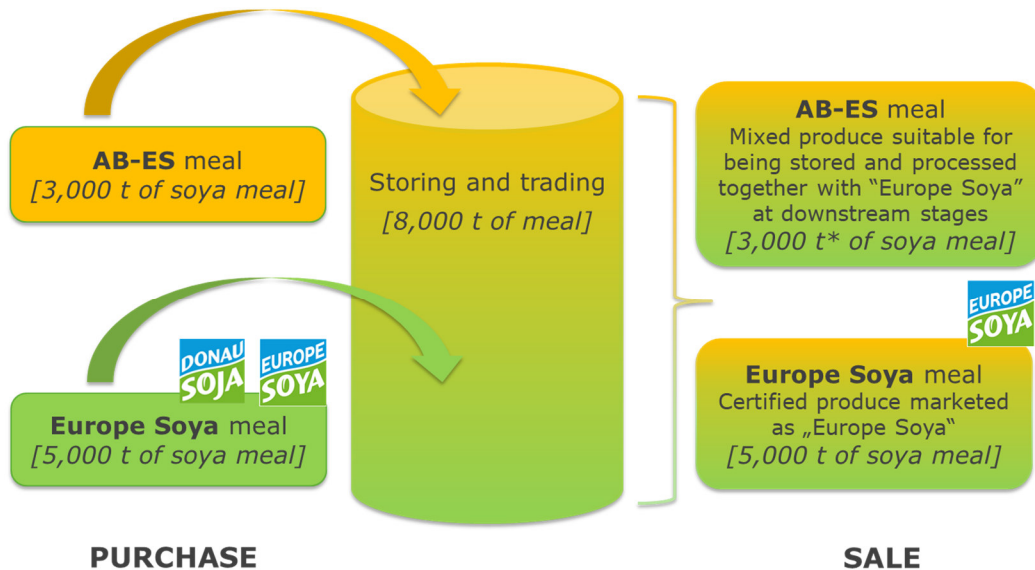 AB-ES meal
[3,000 t of soya meal]
DONAU
SOJA
EUROPE
SOYA
Europe Soya meal
[5,000 t of soya meal]
PURCHASE
Storing and trading
[8,000 t of meal]
AB-ES meal
Mixed produce suitable for
being stored and processed
together with “Europe Soya”
at downstream stages
[3,000 t* of soya meal]
EUROPE
SOYA
Europe Soya meal
Certified produce marketed
as „Europe Soya“
[5,000 t of soya meal]
SALE